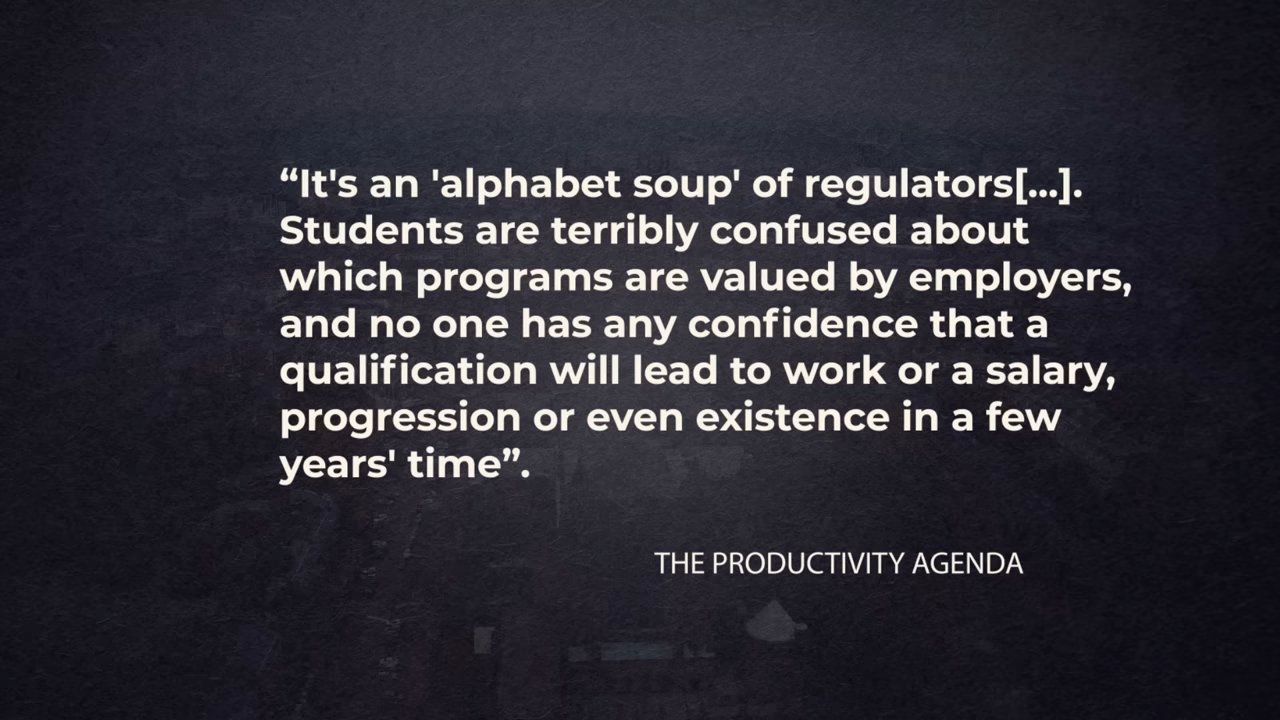 “It's an 'alphabet soup' of regulators[...].
Students are terribly confused about
which programs are valued by employers,
and no one has any confidence that a
qualification will lead to work or a salary,
progression or even existence in a few
years' time”.
THE PRODUCTIVITY AGENDA